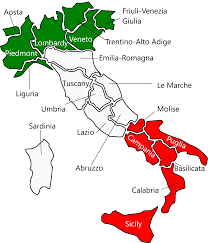 Aosta
Friuli-Venezia
Giulia
Lombardy
Veneto
Trentino-Alto Adige
Piedmont
Emilia-Romagna
Liguria
Tuscany
Le Marche
Umbria
Molise
Sardinia
Lazio
Puglia
Campania
Abruzzo
Basilicata
Calabria
Sicily